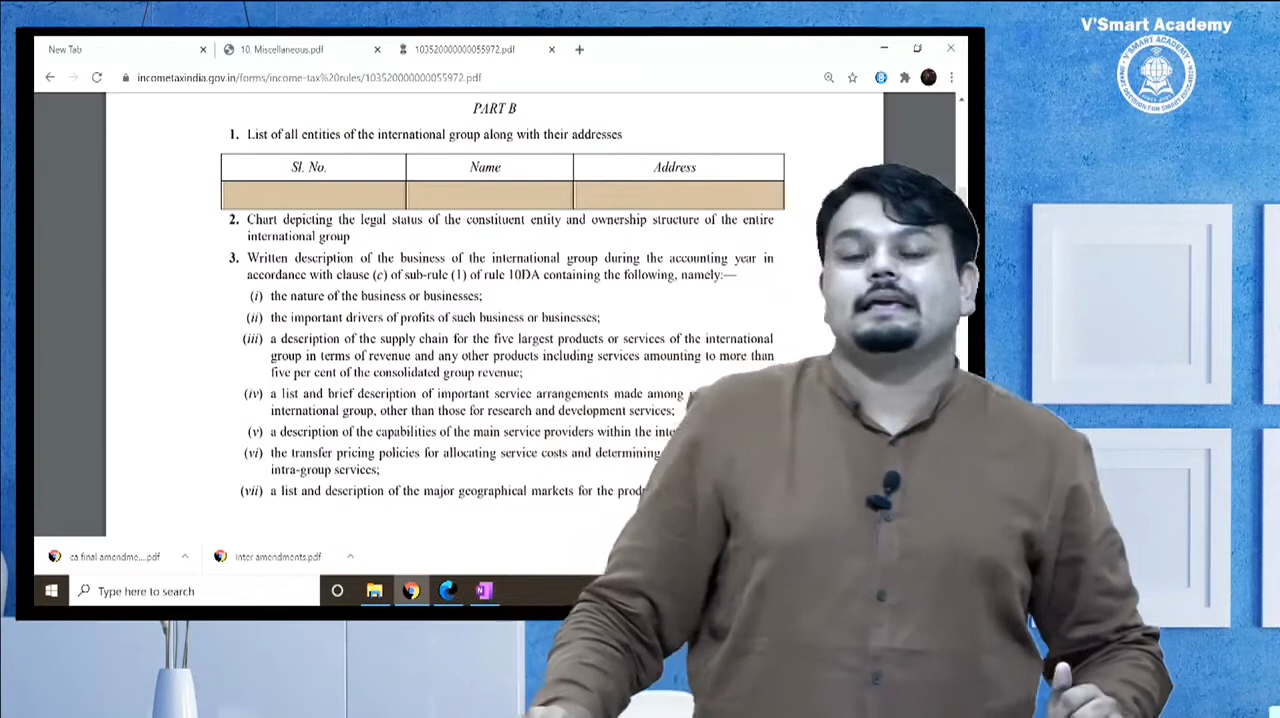 V'Smart Academy
V'SMART ACADEMY
New Tab
10. Miscellaneous.pdf
103520000000055972.pdf
incometaxindia.gov.in/forms/income-tax%20rules/103520000000055972.pdf
PART B
1. List of all entities of the international group along with their addresses
Sl. No. Name Address
2. Chart depicting the legal status of the constituent entity and ownership structure of the entire
international group
3. Written description of the business of the international group during the accounting year in
accordance with clause (c) of sub-rule (1) of rule 10DA containing the following, namely:—
(i) the nature of the business or businesses;
(ii) the important drivers of profits of such business or businesses;
(iii) a description of the supply chain for the five largest products or services of the international
group in terms of revenue and any other products including services amounting to more than
five per cent of the consolidated group revenue;
(iv) a list and brief description of important service arrangements made among
international group, other than those for research and development services;
(v) a description of the capabilities of the main service providers within the
(vi) the transfer pricing policies for allocating service costs and determining
intra-group services;
(vii) a list and description of the major geographical markets for the
ca final amendme....pdf
inter amendments.pdf
Type here to search